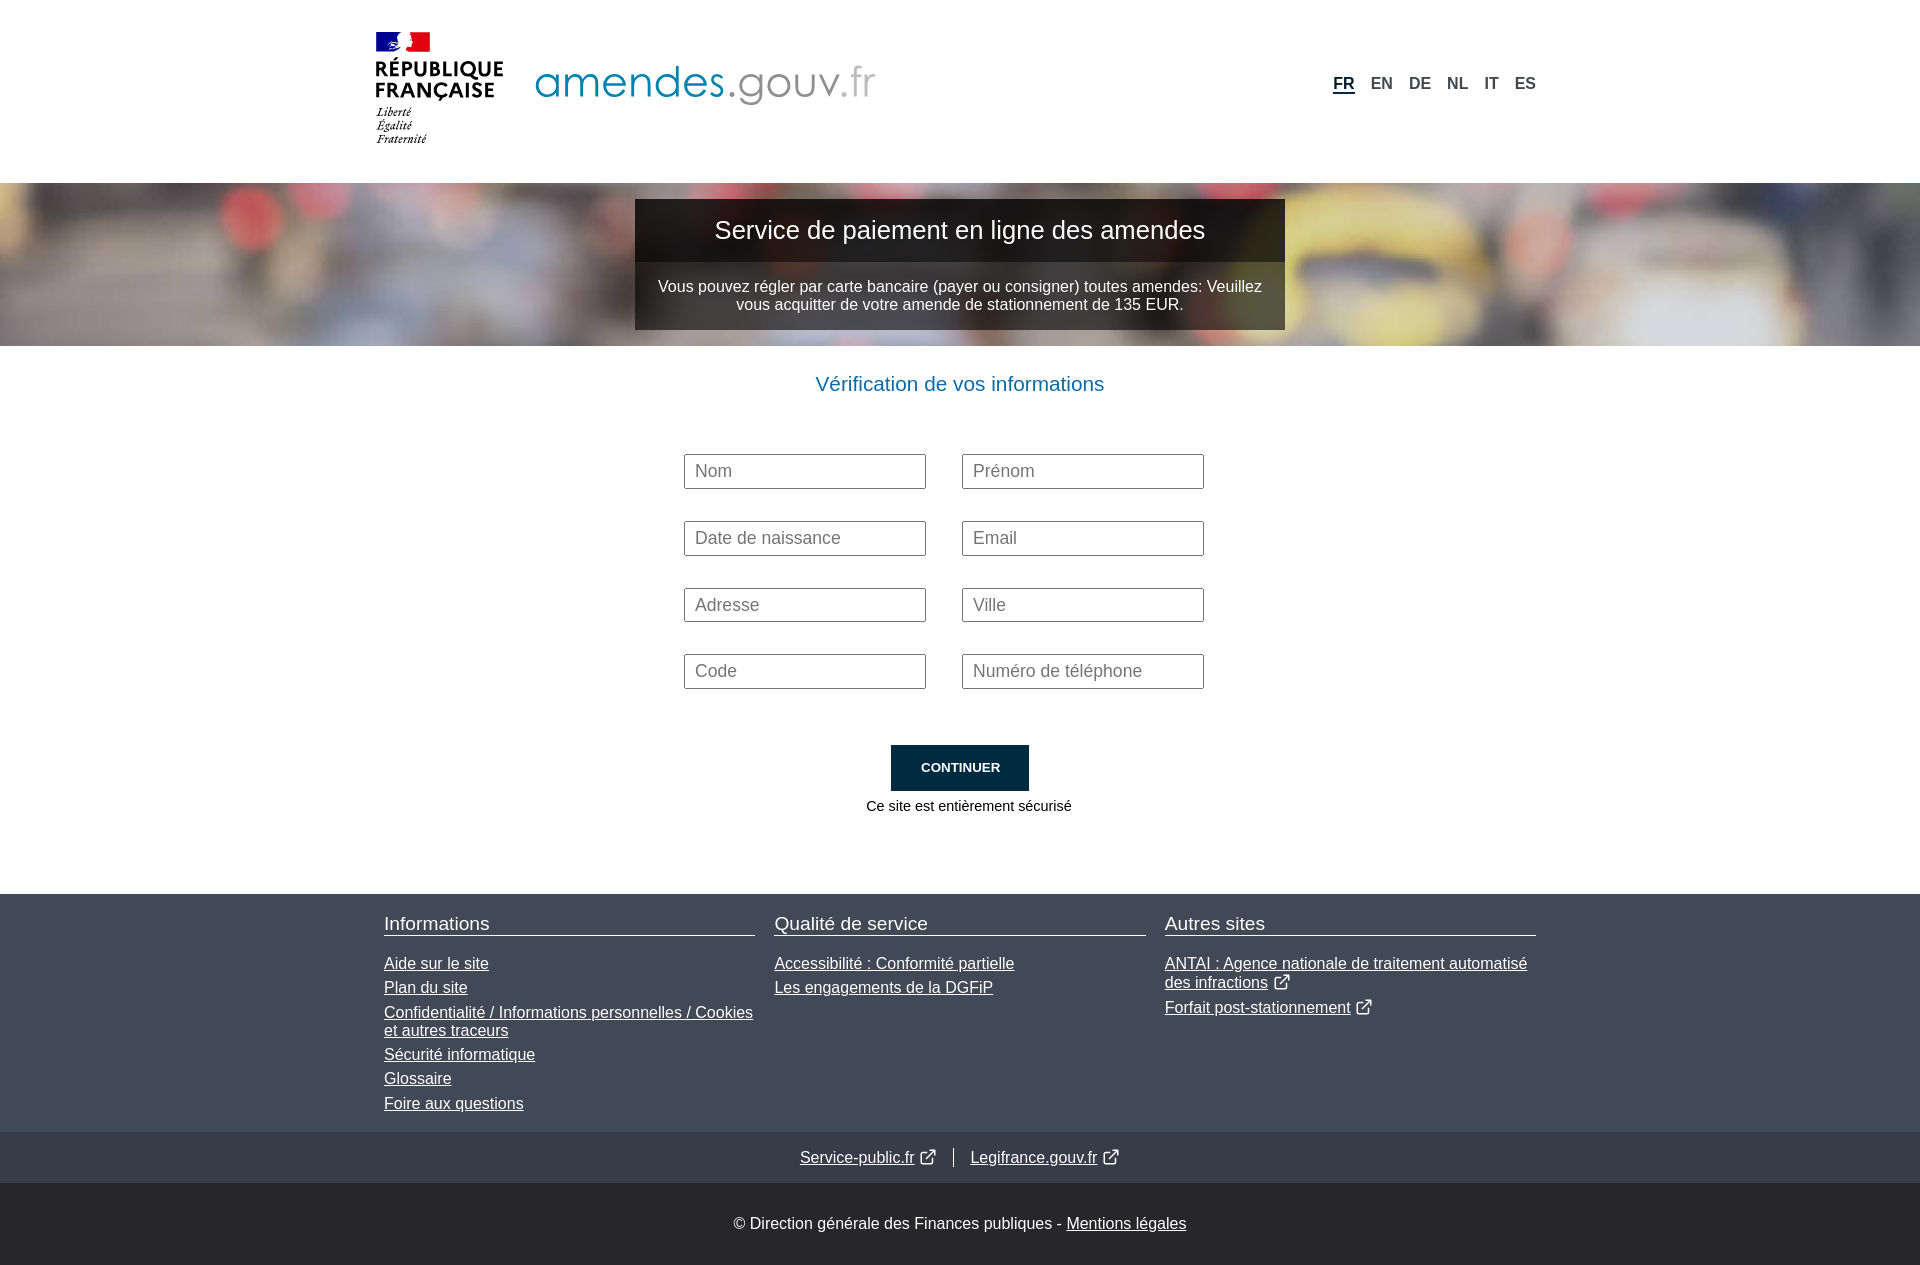 RÉPUBLIQUE
FRANÇAISE
Liberté
Égalité
Fraternité
amendes.gouv.fr
FR EN DE NL IT ES
Service de paiement en ligne des amendes
Vous pouvez régler par carte bancaire (payer ou consigner) toutes amendes: Veuillez
vous acquitter de votre amende de stationnement de 135 EUR.
Vérification de vos informations
Nom Prénom
Date de naissance Email
Adresse Ville
Code Numéro de téléphone
CONTINUER
Ce site est entièrement sécurisé
Informations
Aide sur le site
Plan du site
Confidentialité / Informations personnelles / Cookies
et autres traceurs
Sécurité informatique
Glossaire
Foire aux questions
Qualité de service
Accessibilité : Conformité partielle
Les engagements de la DGFiP
Autres sites
ANTAI : Agence nationale de traitement automatisé
des infractions
Forfait post-stationnement
Service-public.fr Legifrance.gouv.fr
© Direction générale des Finances publiques - Mentions légales